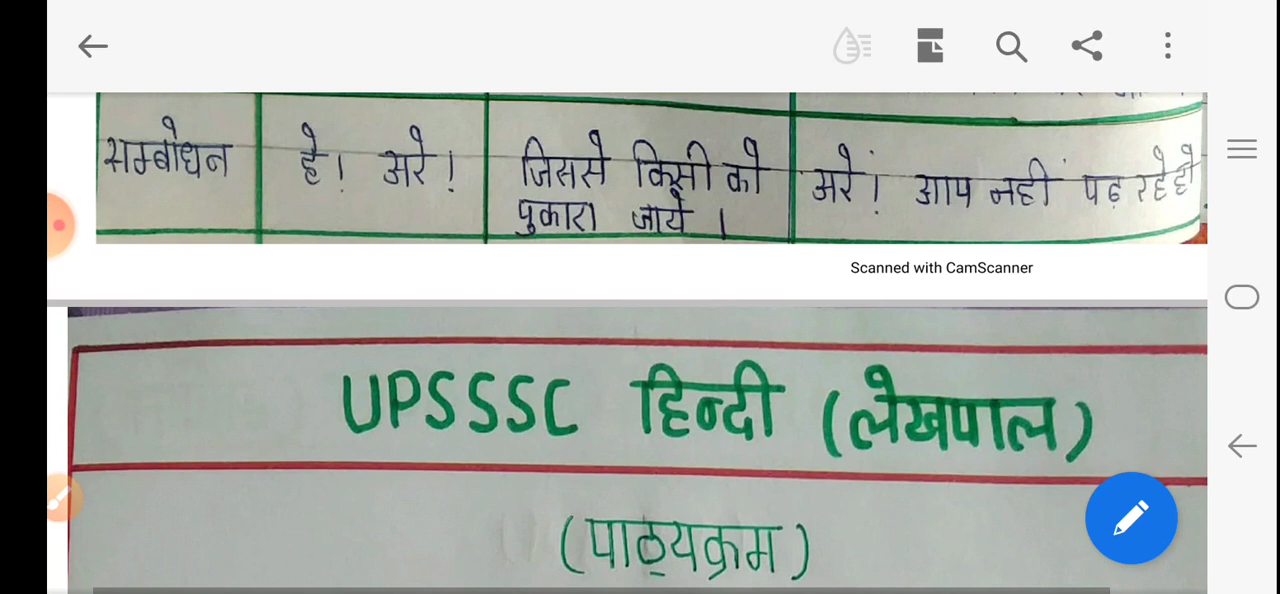 सम्बोधन हे! अरे! जिससे किसी को पुकारा जाये। अरे! आप नहीं पढ़ रहे हो
Scanned with CamScanner
UPSSSC हिन्दी (लेखपाल)
(पाठ्यक्रम)